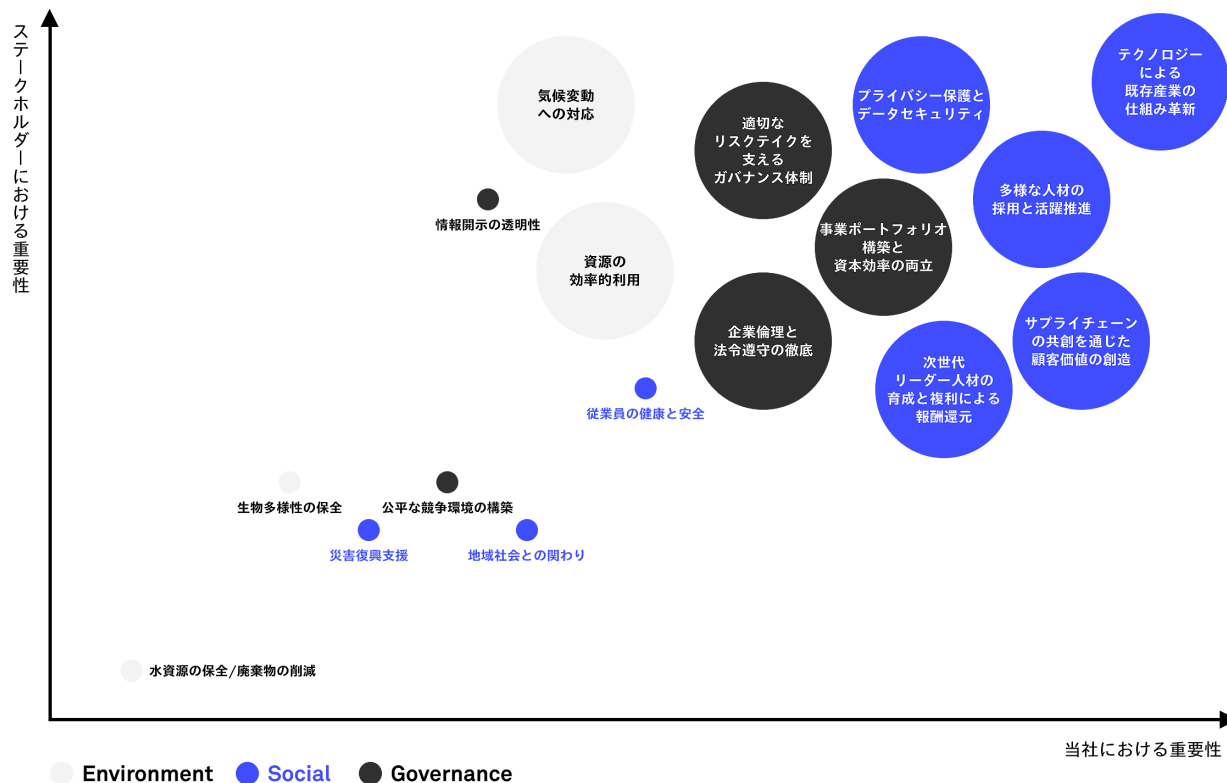 ステークホルダーにおける重要性
気候変動
への対応
適切な
リスクテイクを
支える
ガバナンス体制
プライバシー保護と
データセキュリティ
テクノロジー
による
既存産業の
仕組み革新
情報開示の透明性
資源の
効率的利用
事業ポートフォリオ
構築と
資本効率の両立
多様な人材の
採用と活躍推進
企業倫理と
法令遵守の徹底
次世代
リーダー人材の
育成と複利による
報酬還元
サプライチェーン
の共創を通じた
顧客価値の創造
従業員の健康と安全
生物多様性の保全
公平な競争環境の構築
災害復興支援
地域社会との関わり
水資源の保全/廃棄物の削減
当社における重要性
Environment
Social
Governance